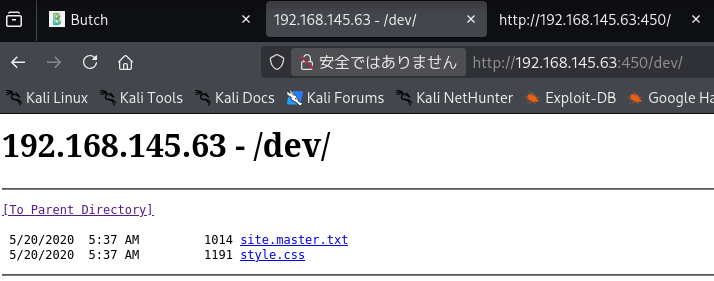 Butch
192.168.145.63 - /dev/
http://192.168.145.63:450/
安全ではありません http://192.168.145.63:450/dev/
Kali Linux Kali Tools Kali Docs Kali Forums Kali NetHunter Exploit-DB Google Ha
192.168.145.63 - /dev/
[To Parent Directory]
5/20/2020 5:37 AM 1014 site.master.txt
5/20/2020 5:37 AM 1191 style.css